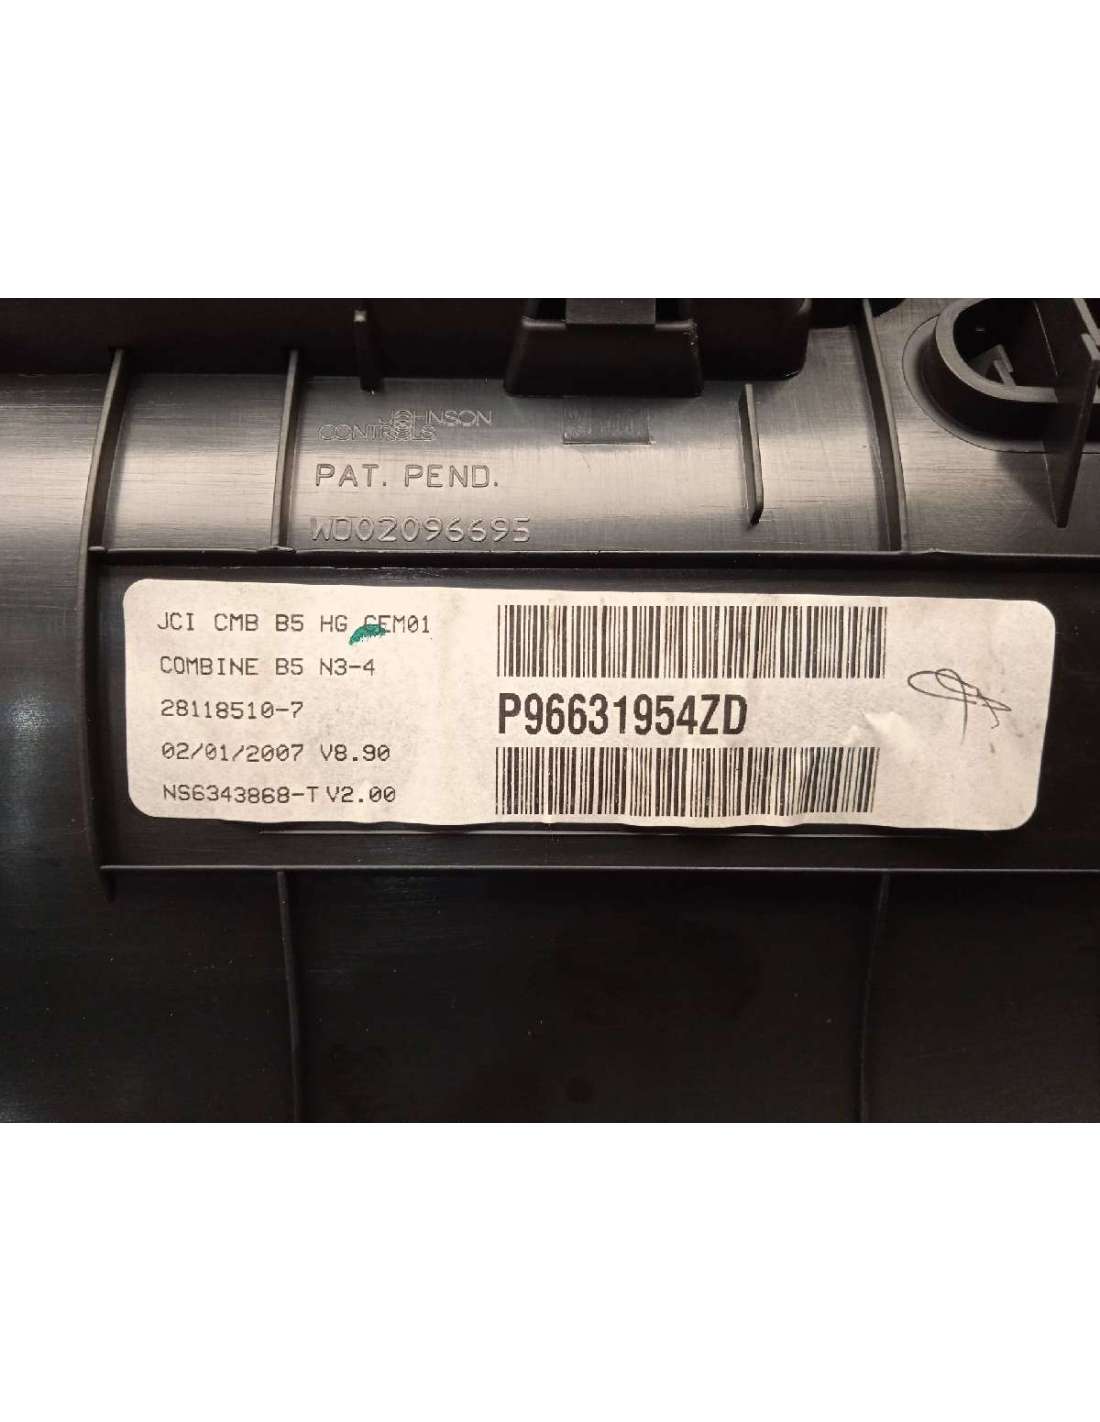 JOHNSON
CONTROLS
PAT. PEND.
WO02096695
JCI CMB B5 HG CEM01
COMBINE B5 N3-4
28118510-7
02/01/2007 V8.90
NS6343868-T V2.00
P96631954ZD